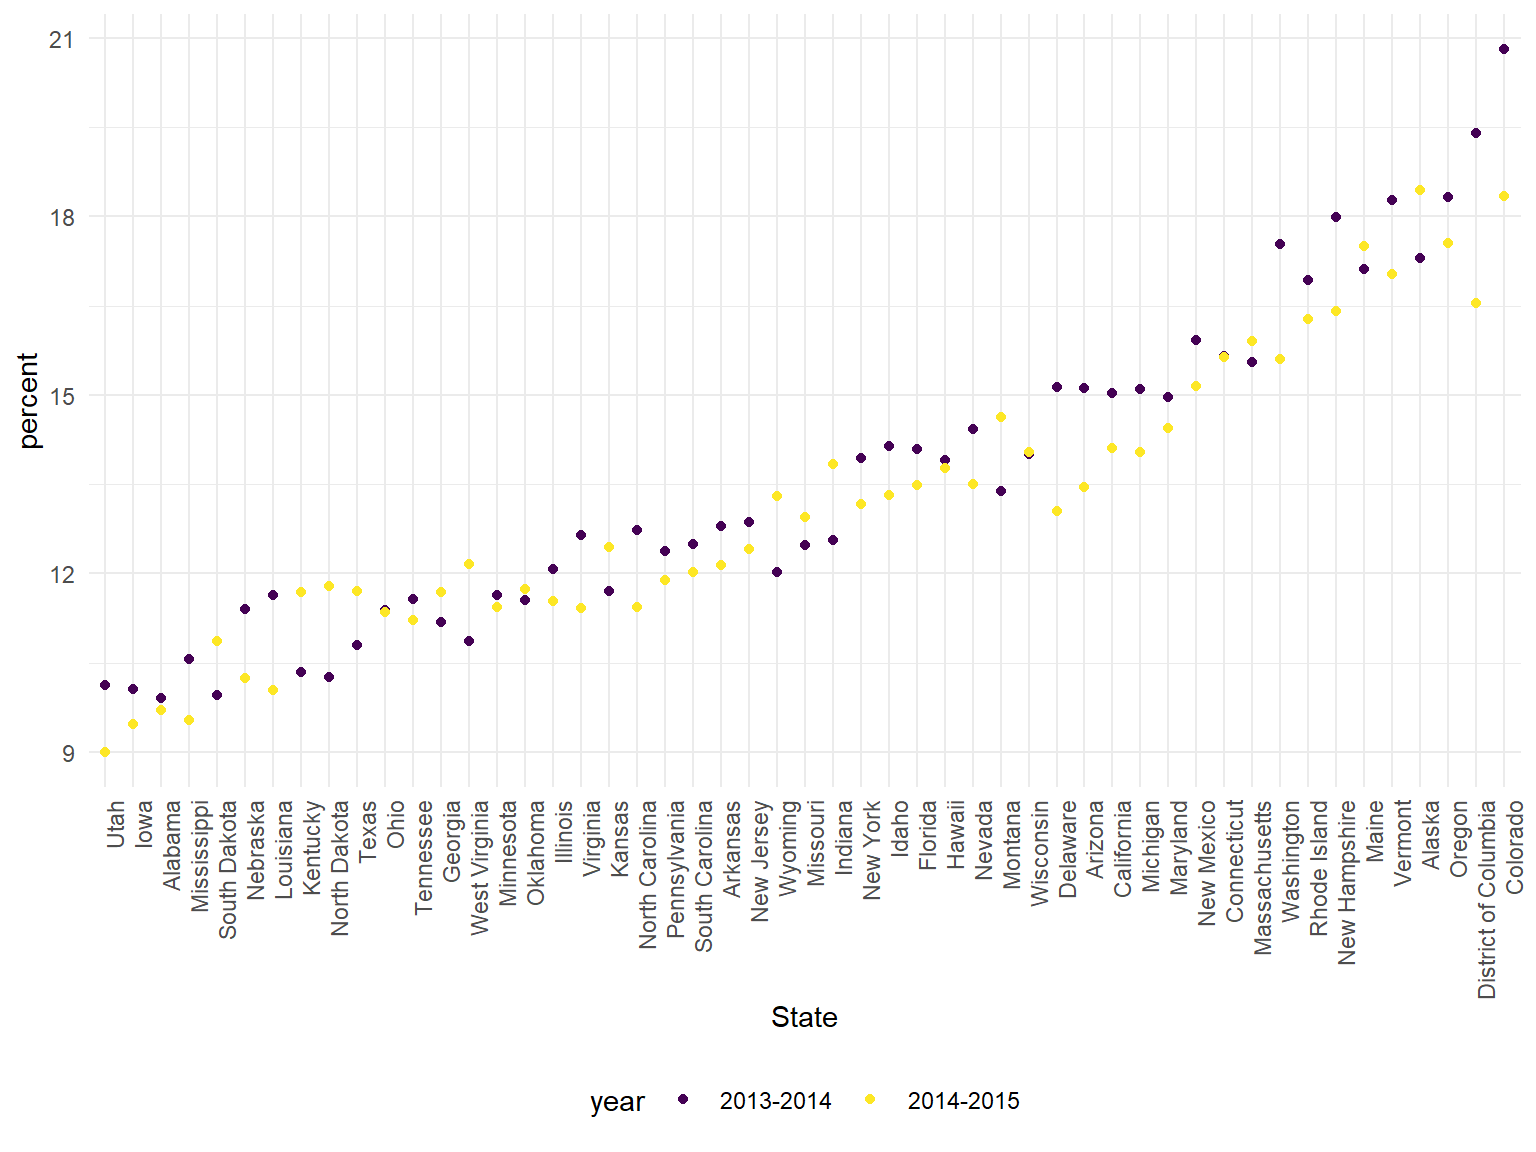 21
18
15
12
9
percent
Utah
Iowa
Alabama
Mississippi
South Dakota
Nebraska
Louisiana
Kentucky
North Dakota
Texas
Ohio
Tennessee
Georgia
West Virginia
Minnesota
Oklahoma
Illinois
Virginia
Kansas
North Carolina
Pennsylvania
South Carolina
Arkansas
New Jersey
Wyoming
Missouri
Indiana
New York
Idaho
Florida
Hawaii
Nevada
Montana
Wisconsin
Delaware
Arizona
California
Michigan
Maryland
New Mexico
Connecticut
Massachusetts
Washington
Rhode Island
New Hampshire
Maine
Vermont
Alaska
Oregon
District of Columbia
Colorado
State
year 2013-2014 2014-2015